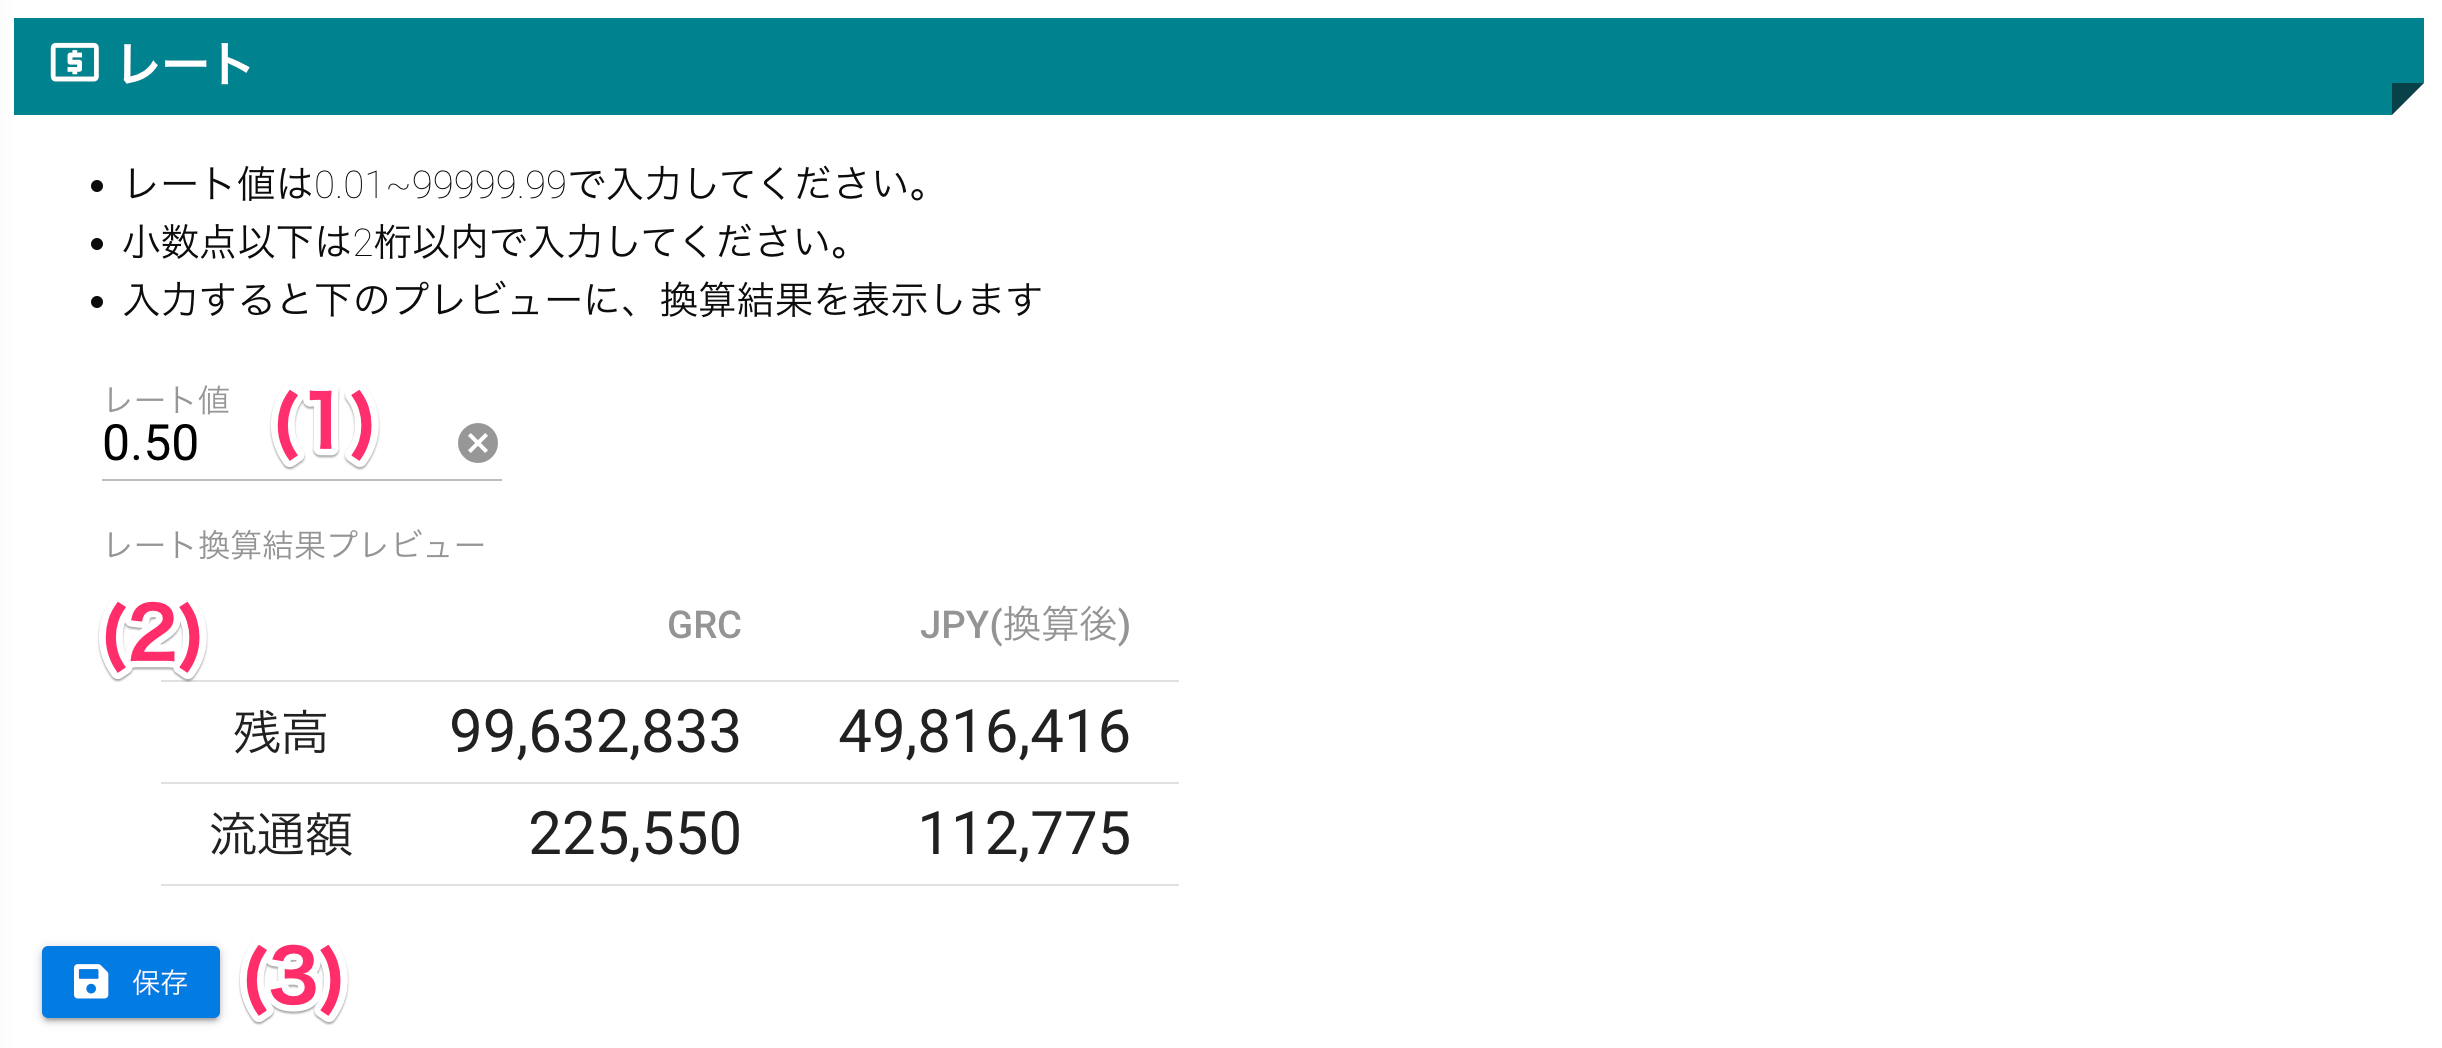 レート
レート値は0.01~99999.99で入力してください。
小数点以下は2桁以内で入力してください。
入力すると下のプレビューに、換算結果を表示します
レート値
0.50 (1)
レート換算結果プレビュー
(2) GRC JPY(換算後)
残高 99,632,833 49,816,416
流通額 225,550 112,775
保存 (3)